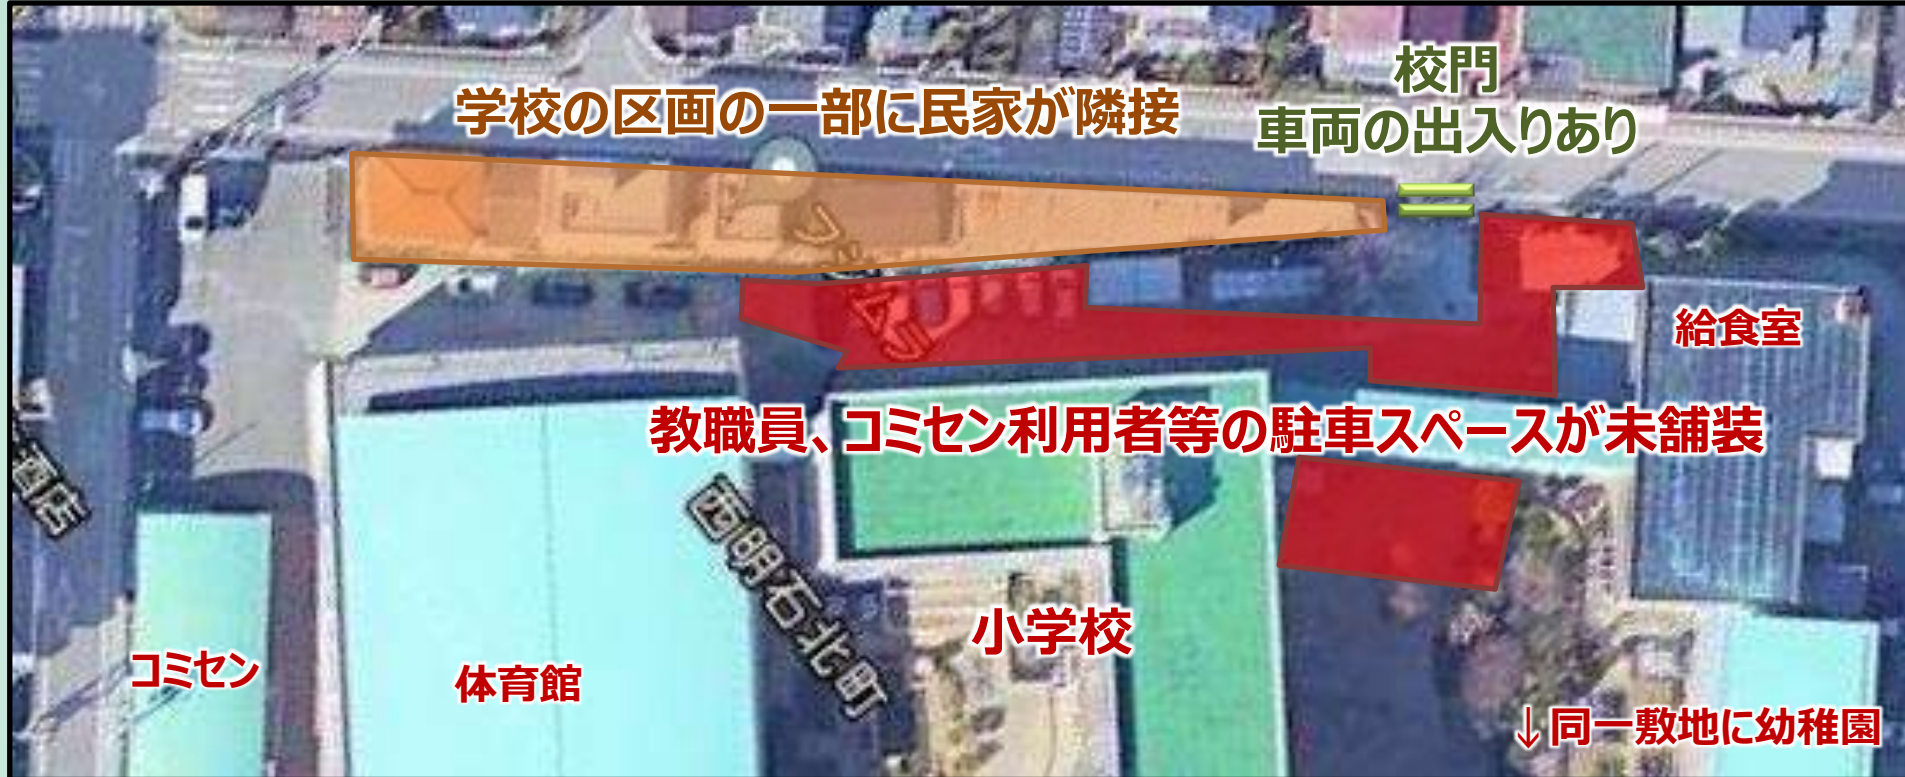 校門
車両の出入りあり
学校の区画の一部に民家が隣接
給食室
教職員、コミセン利用者等の駐車スペースが未舗装
酒店
西明石北町
小学校
コミセン
体育館
↓同一敷地に幼稚園